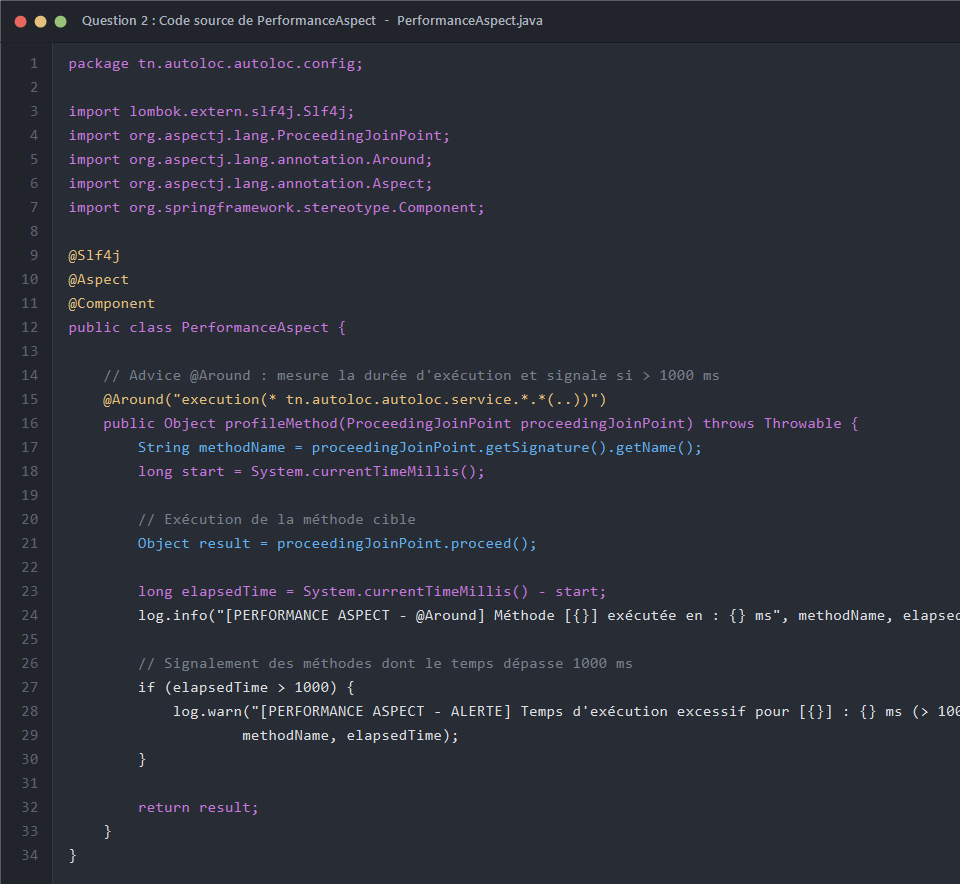 Question 2 : Code source de PerformanceAspect - PerformanceAspect.java
1 package tn.autoloc.autoloc.config;
2
3 import lombok.extern.slf4j.Slf4j;
4 import org.aspectj.lang.ProceedingJoinPoint;
5 import org.aspectj.lang.annotation.Around;
6 import org.aspectj.lang.annotation.Aspect;
7 import org.springframework.stereotype.Component;
8
9 @Slf4j
10 @Aspect
11 @Component
12 public class PerformanceAspect {
13
14 // Advice @Around : mesure la durée d'exécution et signale si > 1000 ms
15 @Around("execution(* tn.autoloc.autoloc.service.*.*(..))")
16 public Object profileMethod(ProceedingJoinPoint proceedingJoinPoint) throws Throwable {
17 String methodName = proceedingJoinPoint.getSignature().getName();
18 long start = System.currentTimeMillis();
19
20 // Exécution de la méthode cible
21 Object result = proceedingJoinPoint.proceed();
22
23 long elapsedTime = System.currentTimeMillis() - start;
24 log.info("[PERFORMANCE ASPECT - @Around] Méthode [{}] exécutée en : {} ms", methodName, elapsed
25
26 // Signalement des méthodes dont le temps dépasse 1000 ms
27 if (elapsedTime > 1000) {
28 log.warn("[PERFORMANCE ASPECT - ALERTE] Temps d'exécution excessif pour [{}] : {} ms (> 100
29 methodName, elapsedTime);
30 }
31
32 return result;
33 }
34 }